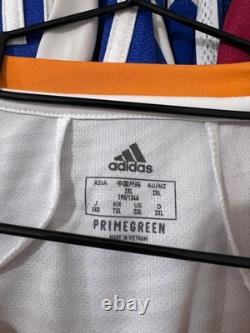 adidas
ASIA 中国尺码 AU/NZ
2XL 2XL
190/124A
J KR US D
2XL 2XL 2XL
PRIMEGREEN
MADE IN VIETNAM